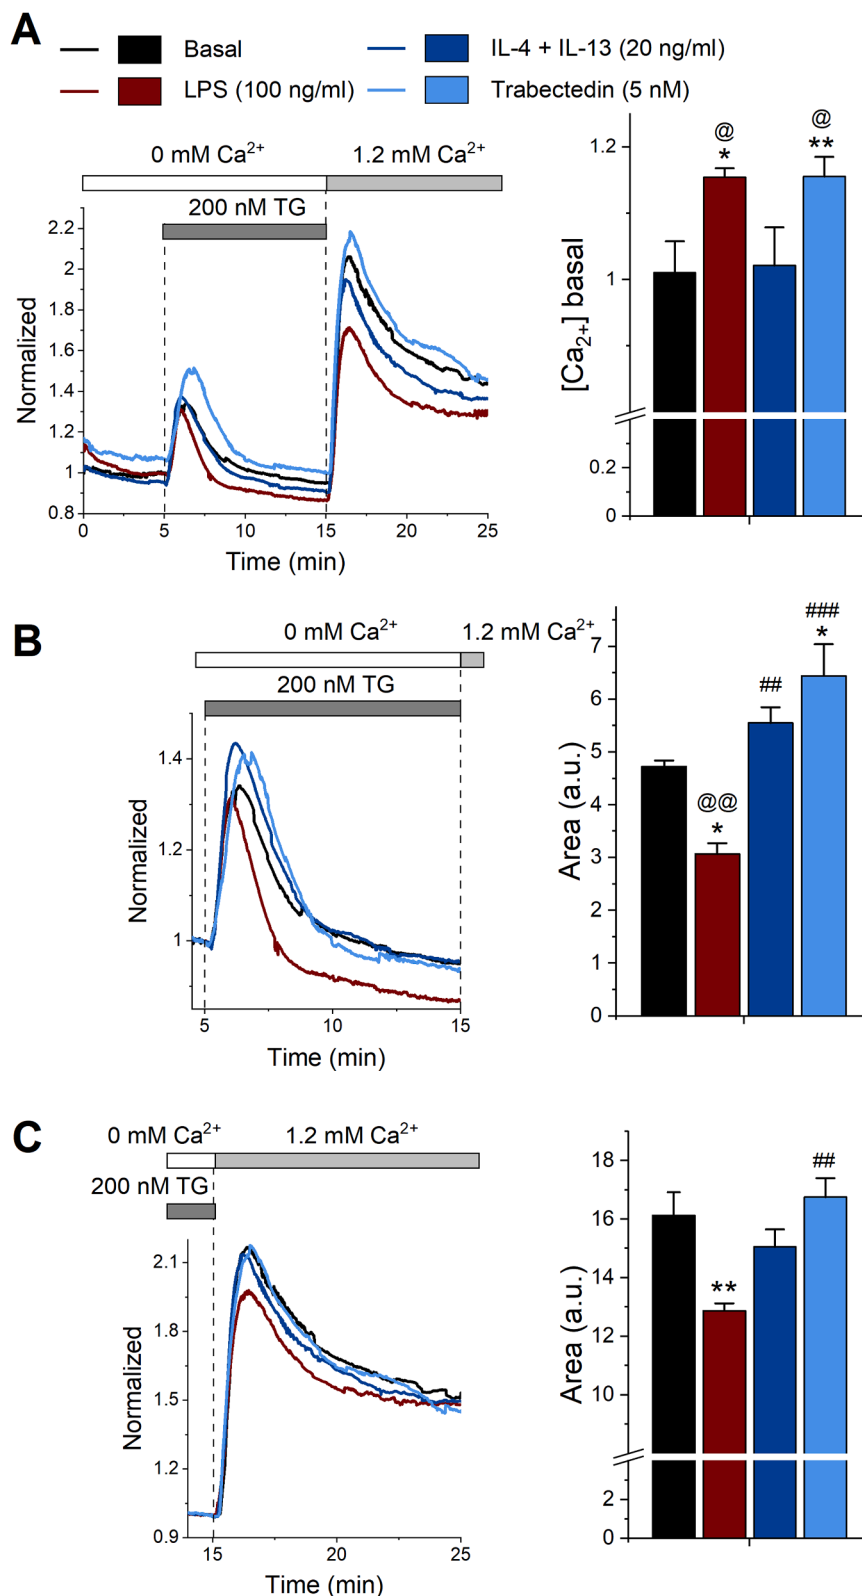 A
Basal
IL-4 + IL-13 (20 ng/ml)
LPS (100 ng/ml)
Trabectedin (5 nM)
0 mM Ca²⁺
1.2 mM Ca²⁺
200 nM TG
Normalized
2.2
2
1.8
1.6
1.4
1.2
1
0.8
0
5
10
15
20
25
Time (min)
[Ca₂₊] basal
1.2
1
0.2
0
@
*
@
**
B
0 mM Ca²⁺
1.2 mM Ca²⁺
200 nM TG
Normalized
1.4
1.2
1
5
10
15
Time (min)
Area (a.u.)
7
6
5
4
3
2
1
0
@@
*
##
###
*
C
0 mM Ca²⁺
1.2 mM Ca²⁺
200 nM TG
Normalized
2.1
1.8
1.5
1.2
0.9
15
20
25
Time (min)
Area (a.u.)
18
16
14
12
10
2
0
**
##